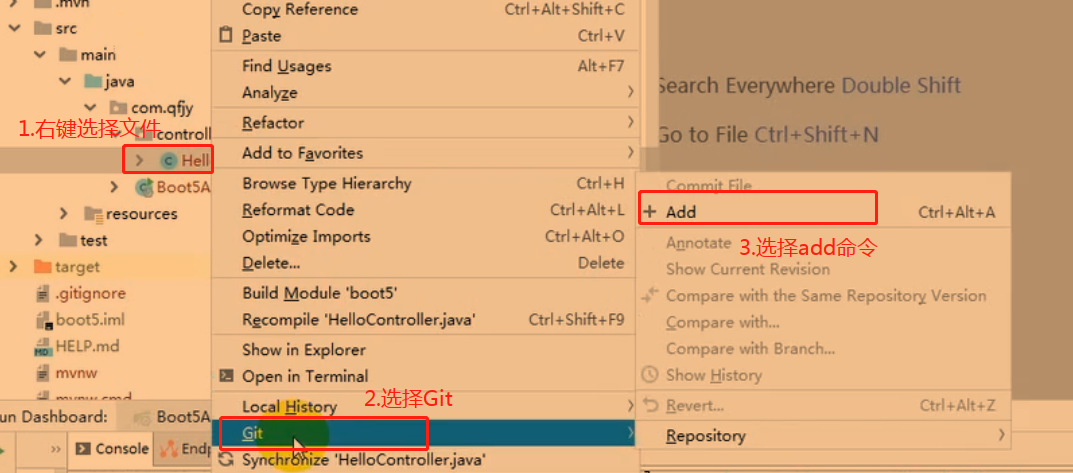 .mvn
src
main
java
com.qfjy
1.右键选择文件
controll
Hell
Boot5A
resources
test
target
.gitignore
boot5.iml
HELP.md
mvnw
mvnw.cmd
un Dashboard:
Boot5A
Console
Endp
Copy Reference Ctrl+Alt+Shift+C
Paste Ctrl+V
Find Usages Alt+F7
Analyze
Refactor
Add to Favorites
Browse Type Hierarchy Ctrl+H
Reformat Code Ctrl+Alt+L
Optimize Imports Ctrl+Alt+O
Delete... Delete
Build Module 'boot5'
Recompile 'HelloController.java' Ctrl+Shift+F9
Show in Explorer
Open in Terminal
2.选择Git
Local History
Git
Synchronize 'HelloController.java'
Search Everywhere Double Shift
Go to File Ctrl+Shift+N
Commit File
Add Ctrl+Alt+A
3.选择add命令
Annotate
Show Current Revision
Compare with the Same Repository Version
Compare with...
Compare with Branch...
Show History
Revert... Ctrl+Alt+Z
Repository